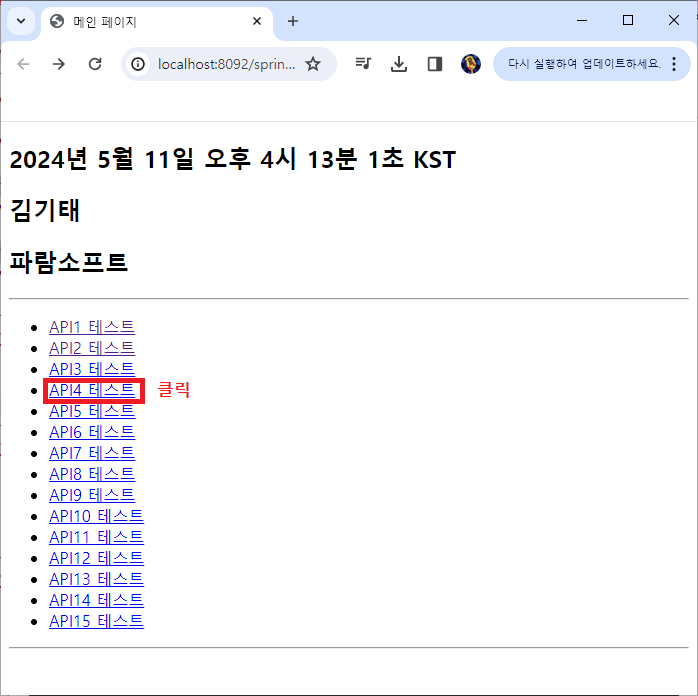 메인 페이지
localhost:8092/sprin...
다시 실행하여 업데이트하세요.
2024년 5월 11일 오후 4시 13분 1초 KST
김기태
파람소프트
API1 테스트
API2 테스트
API3 테스트
API4 테스트 클릭
API5 테스트
API6 테스트
API7 테스트
API8 테스트
API9 테스트
API10 테스트
API11 테스트
API12 테스트
API13 테스트
API14 테스트
API15 테스트